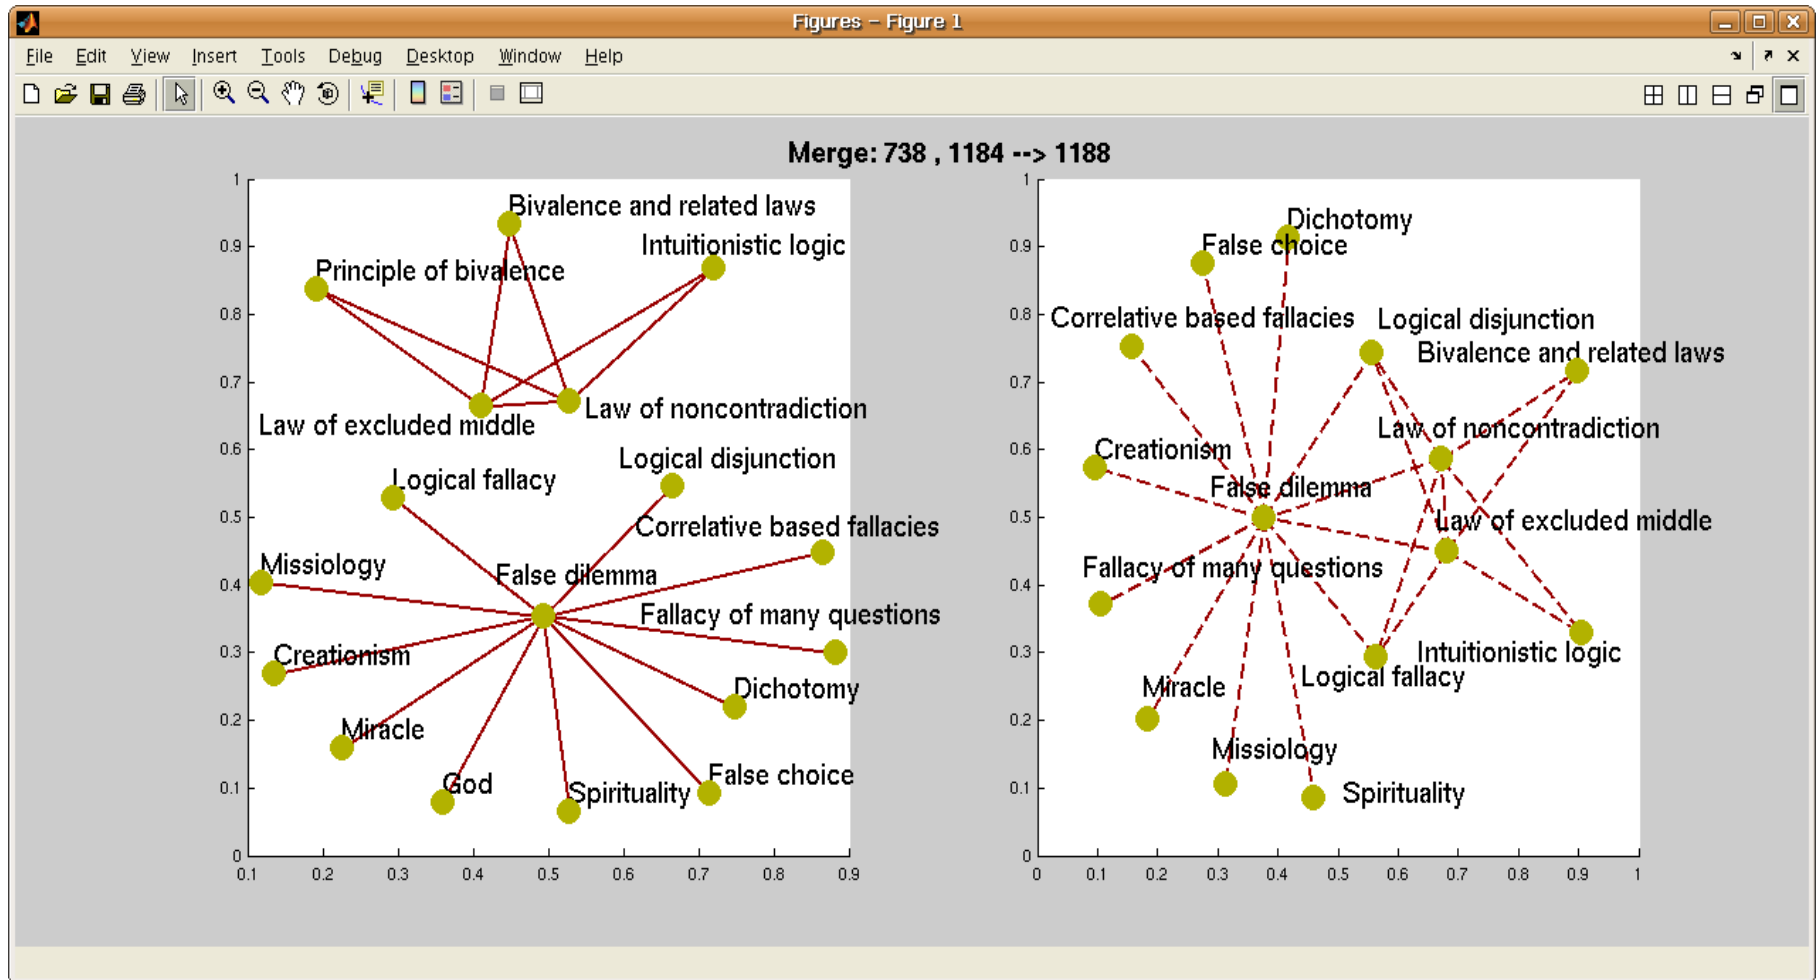 Figures - Figure 1
File Edit View Insert Tools Debug Desktop Window Help
Merge: 738 , 1184 --> 1188
1
0.9
0.8
0.7
0.6
0.5
0.4
0.3
0.2
0.1
0
0.1 0.2 0.3 0.4 0.5 0.6 0.7 0.8 0.9
Bivalence and related laws
Intuitionistic logic
Principle of bivalence
Law of noncontradiction
Law of excluded middle
Logical disjunction
Logical fallacy
Correlative based fallacies
Missiology
False dilemma
Fallacy of many questions
Creationism
Dichotomy
Miracle
False choice
God
Spirituality
1
0.9
0.8
0.7
0.6
0.5
0.4
0.3
0.2
0.1
0
0 0.1 0.2 0.3 0.4 0.5 0.6 0.7 0.8 0.9 1
Dichotomy
False choice
Correlative based fallacies
Logical disjunction
Bivalence and related laws
Law of noncontradiction
Creationism
False dilemma
Law of excluded middle
Fallacy of many questions
Intuitionistic logic
Logical fallacy
Miracle
Missiology
Spirituality